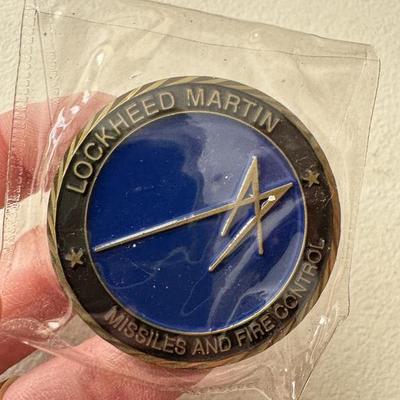 LOCKHEED MARTIN
MISSILES AND FIRE CONTROL